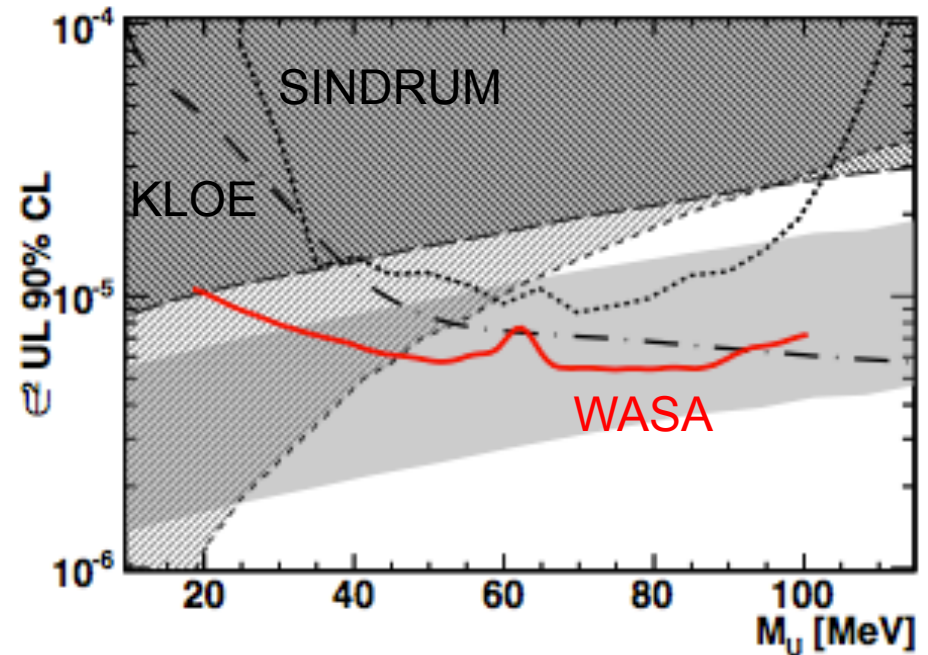 10⁻⁴
SINDRUM
KLOE
10⁻⁵
WASA
10⁻⁶
20 40 60 80 100
M_U [MeV]
ϵ² UL 90% CL